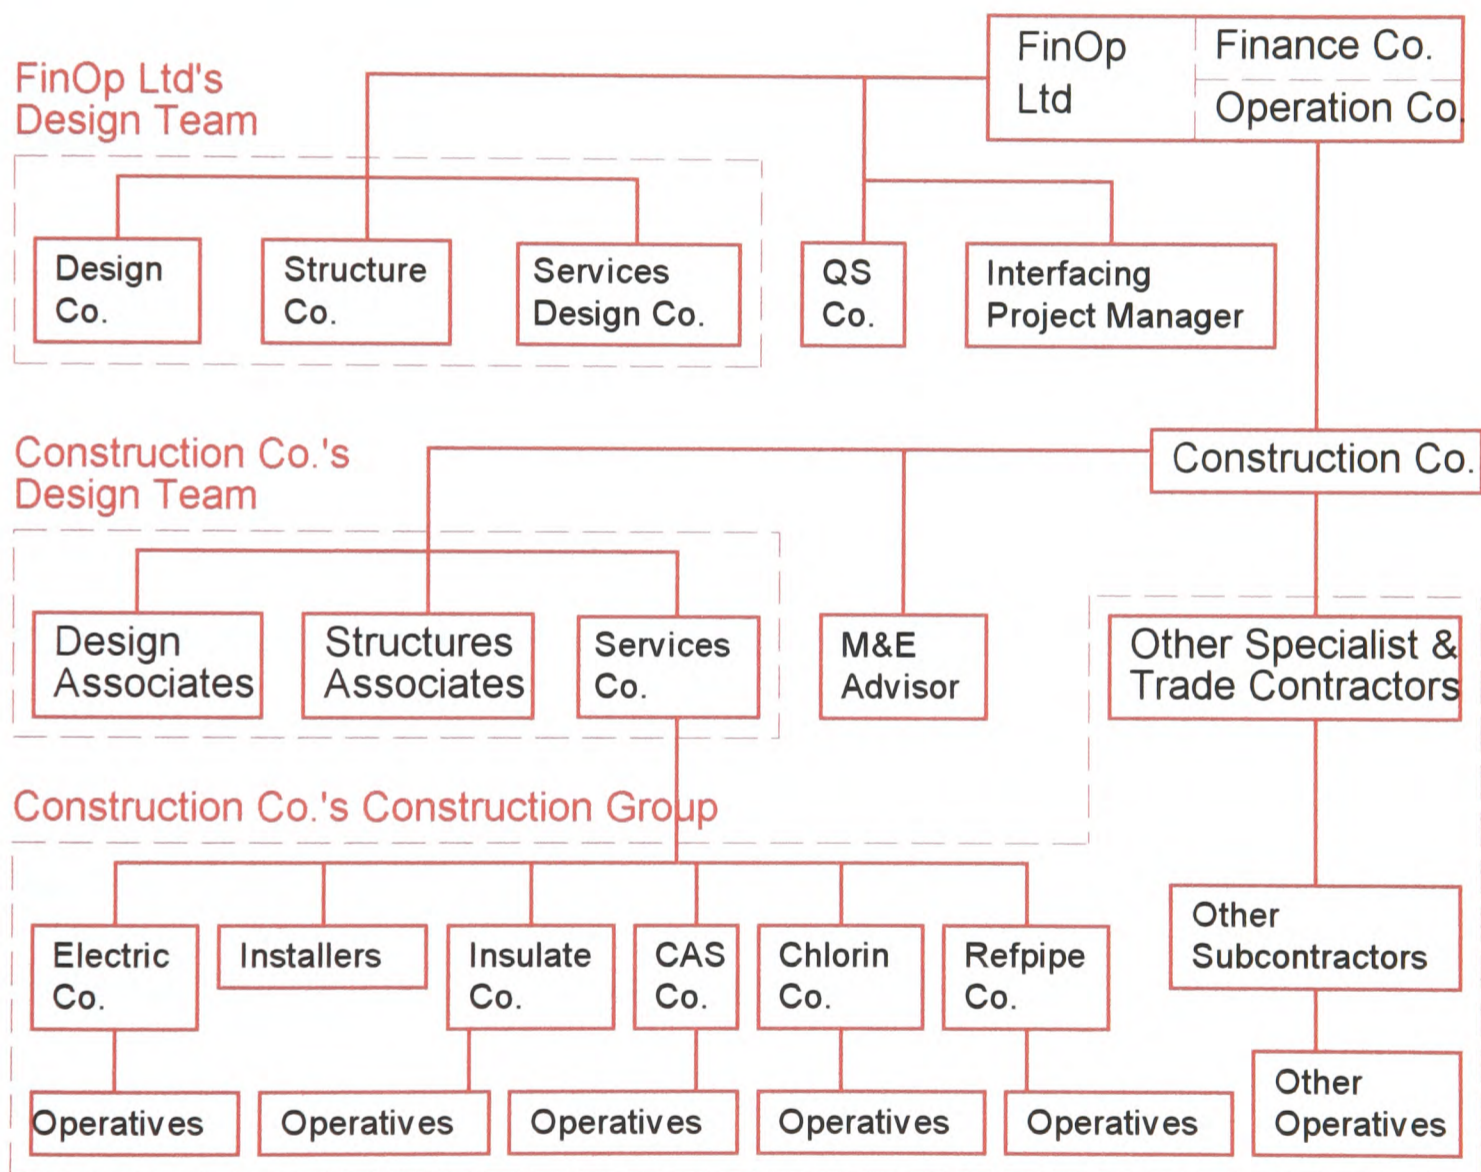 FinOp
Ltd
Finance Co.
Operation Co.
FinOp Ltd's
Design Team
Design
Co.
Structure
Co.
Services
Design Co.
QS
Co.
Interfacing
Project Manager
Construction Co.
Construction Co.'s
Design Team
Design
Associates
Structures
Associates
Services
Co.
M&E
Advisor
Other Specialist &
Trade Contractors
Construction Co.'s Construction Group
Electric
Co.
Installers
Insulate
Co.
CAS
Co.
Chlorin
Co.
Refpipe
Co.
Other
Subcontractors
Operatives
Operatives
Operatives
Operatives
Operatives
Other
Operatives